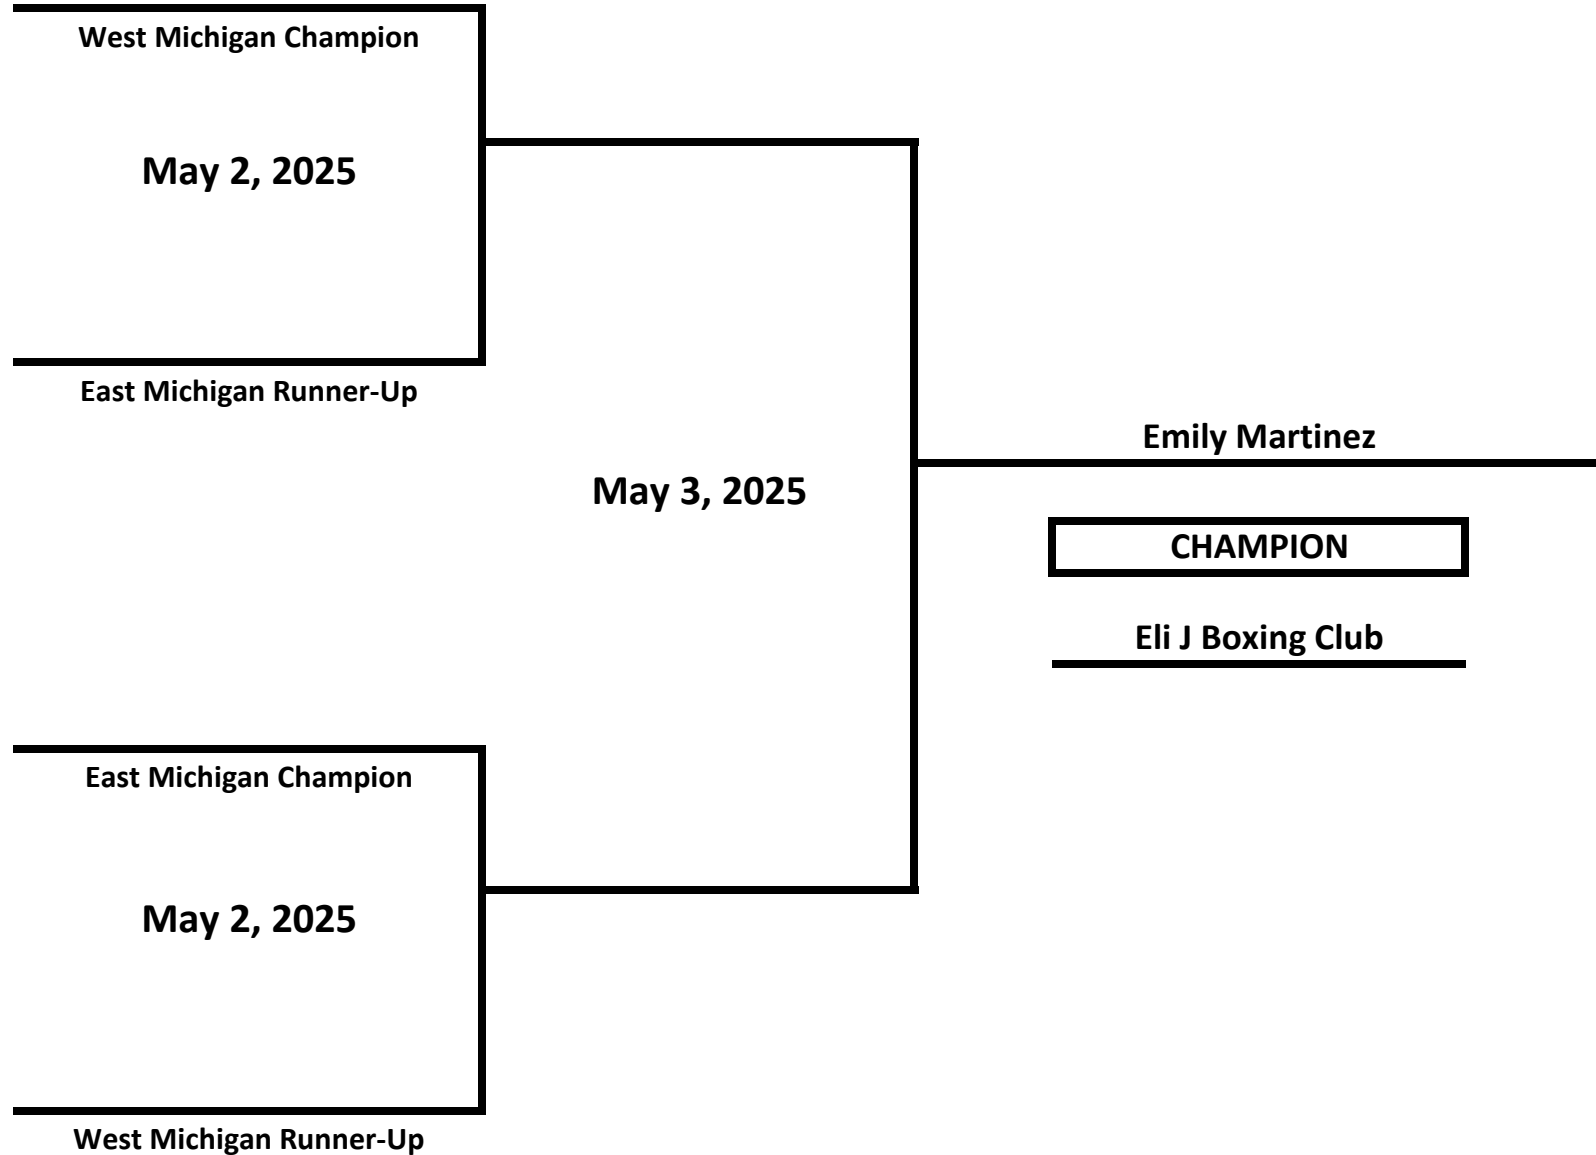 West Michigan Champion
May 2, 2025
East Michigan Runner-Up
Emily Martinez
May 3, 2025
CHAMPION
Eli J Boxing Club
East Michigan Champion
May 2, 2025
West Michigan Runner-Up